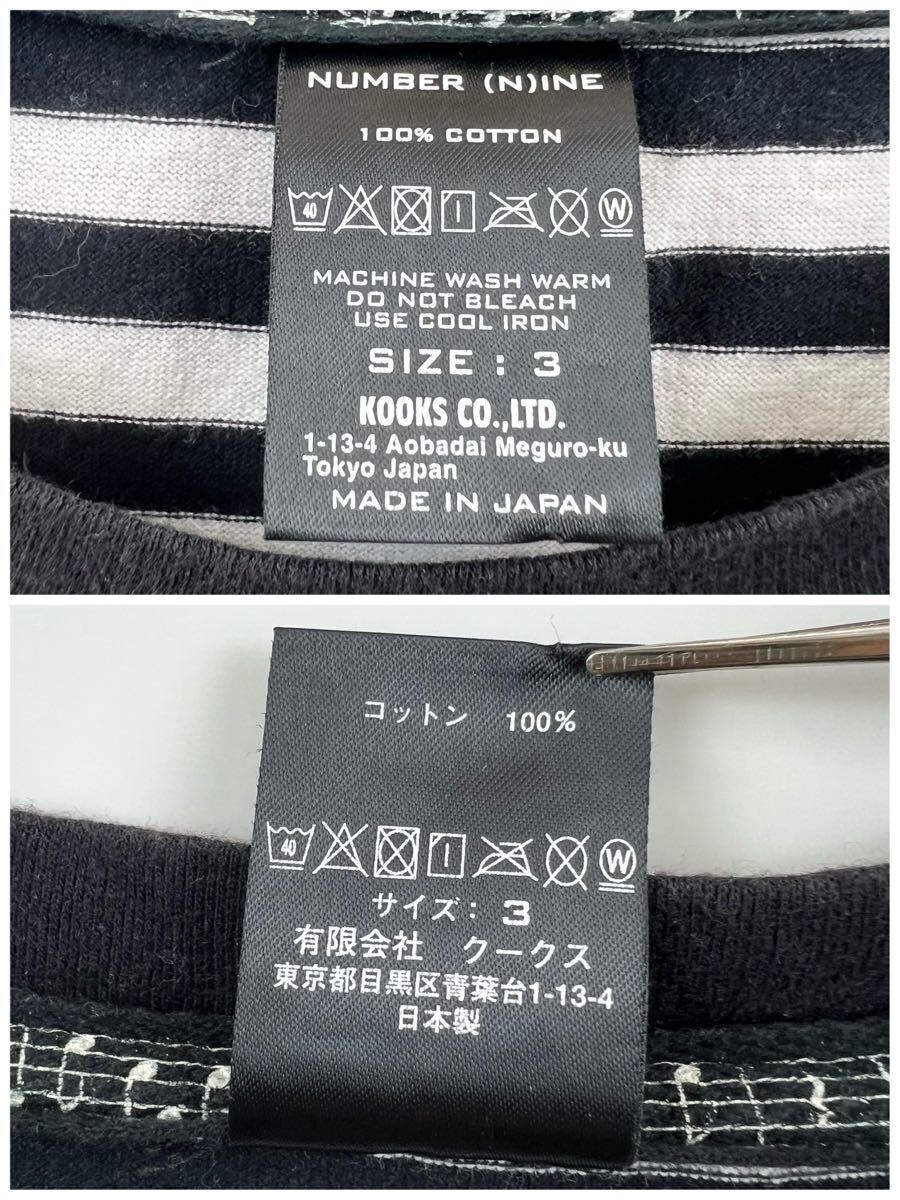 NUMBER (N)INE
100% COTTON
40 W
MACHINE WASH WARM
DO NOT BLEACH
USE COOL IRON
SIZE : 3
KOOKS CO.,LTD.
1-13-4 Aobadai Meguro-ku
Tokyo Japan
MADE IN JAPAN
コットン 100%
40 W
サイズ: 3
有限会社 クークス
東京都目黒区青葉台1-13-4
日本製